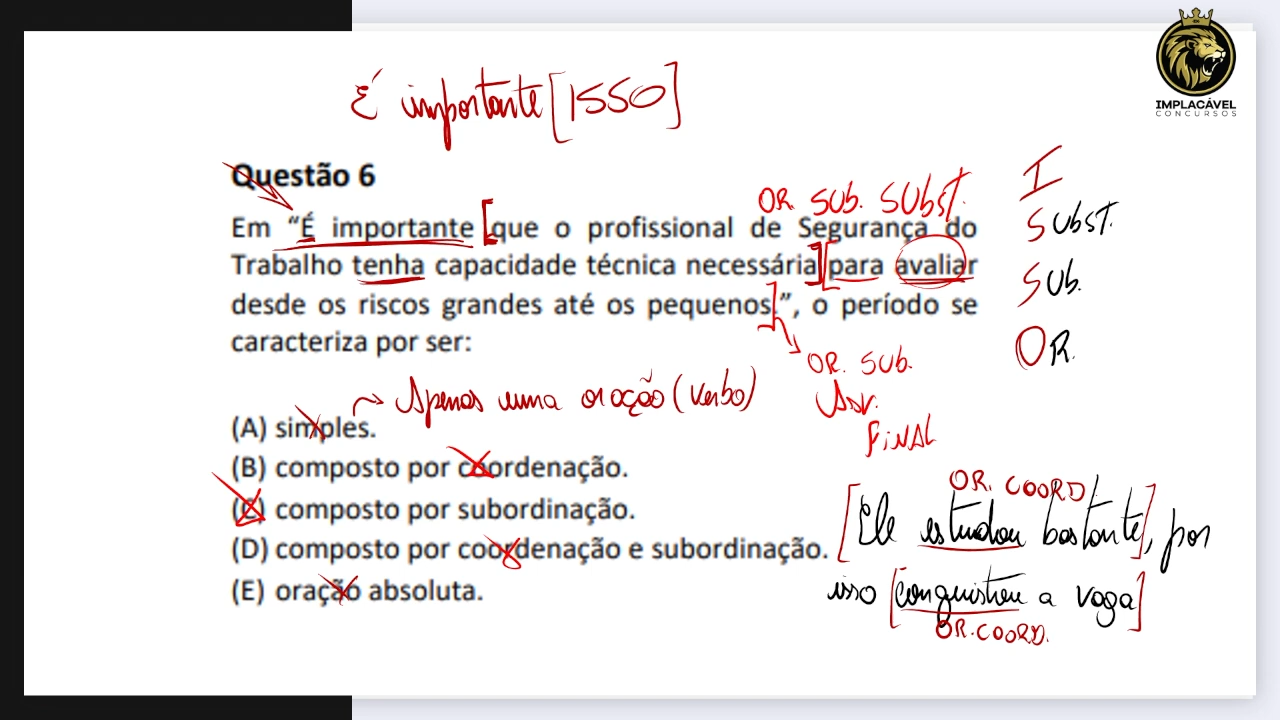 IMPLACÁVEL
CONCURSOS
É importante [ISSO]
Questão 6
OR. SUB. SUBST.
Em “É importante [que o profissional de Segurança do
Trabalho tenha capacidade técnica necessária] [para avaliar
desde os riscos grandes até os pequenos].”, o período se
caracteriza por ser:
I
SUBST.
SUB.
OR.
OR. SUB.
ADV.
FINAL
Apenas uma oração (verbo)
(A) simples.
(B) composto por coordenação.
(C) composto por subordinação.
(D) composto por coordenação e subordinação.
(E) oração absoluta.
OR. COORD.
[Ele estudou bastante], por
isso [conquistou a vaga]
OR. COORD.